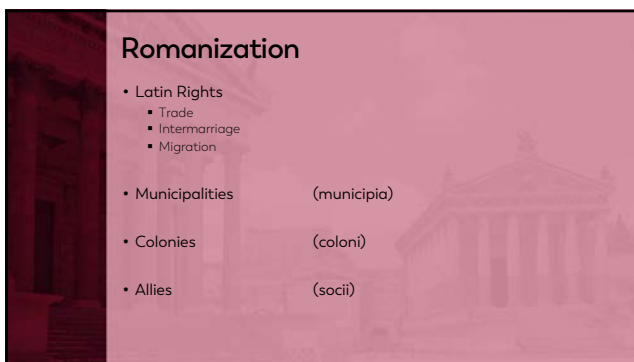 Romanization
• Latin Rights
▪ Trade
▪ Intermarriage
▪ Migration
• Municipalities (municipia)
• Colonies (coloni)
• Allies (socii)